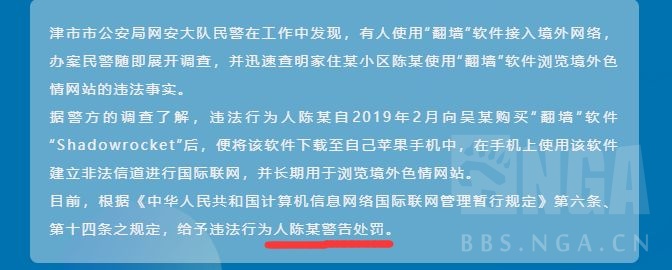 津市市公安局网安大队民警在工作中发现，有人使用“翻墙”软件接入境外网络，
办案民警随即开展调查，并迅速查明家住某小区陈某使用“翻墙”软件浏览境外色
情网站的违法事实。
据警方的调查了解，违法行为人陈某自2019年2月向吴某购买“翻墙”软件
“Shadowrocket”后，便将该软件下载至自己苹果手机中，在手机上使用该软件
建立非法信道进行国际联网，并长期用于浏览境外色情网站。
目前，根据《中华人民共和国计算机信息网络国际联网管理暂行规定》第六条、
第十四条之规定，给予违法行为人陈某警告处罚。
NGA
BBS.NGA.CN